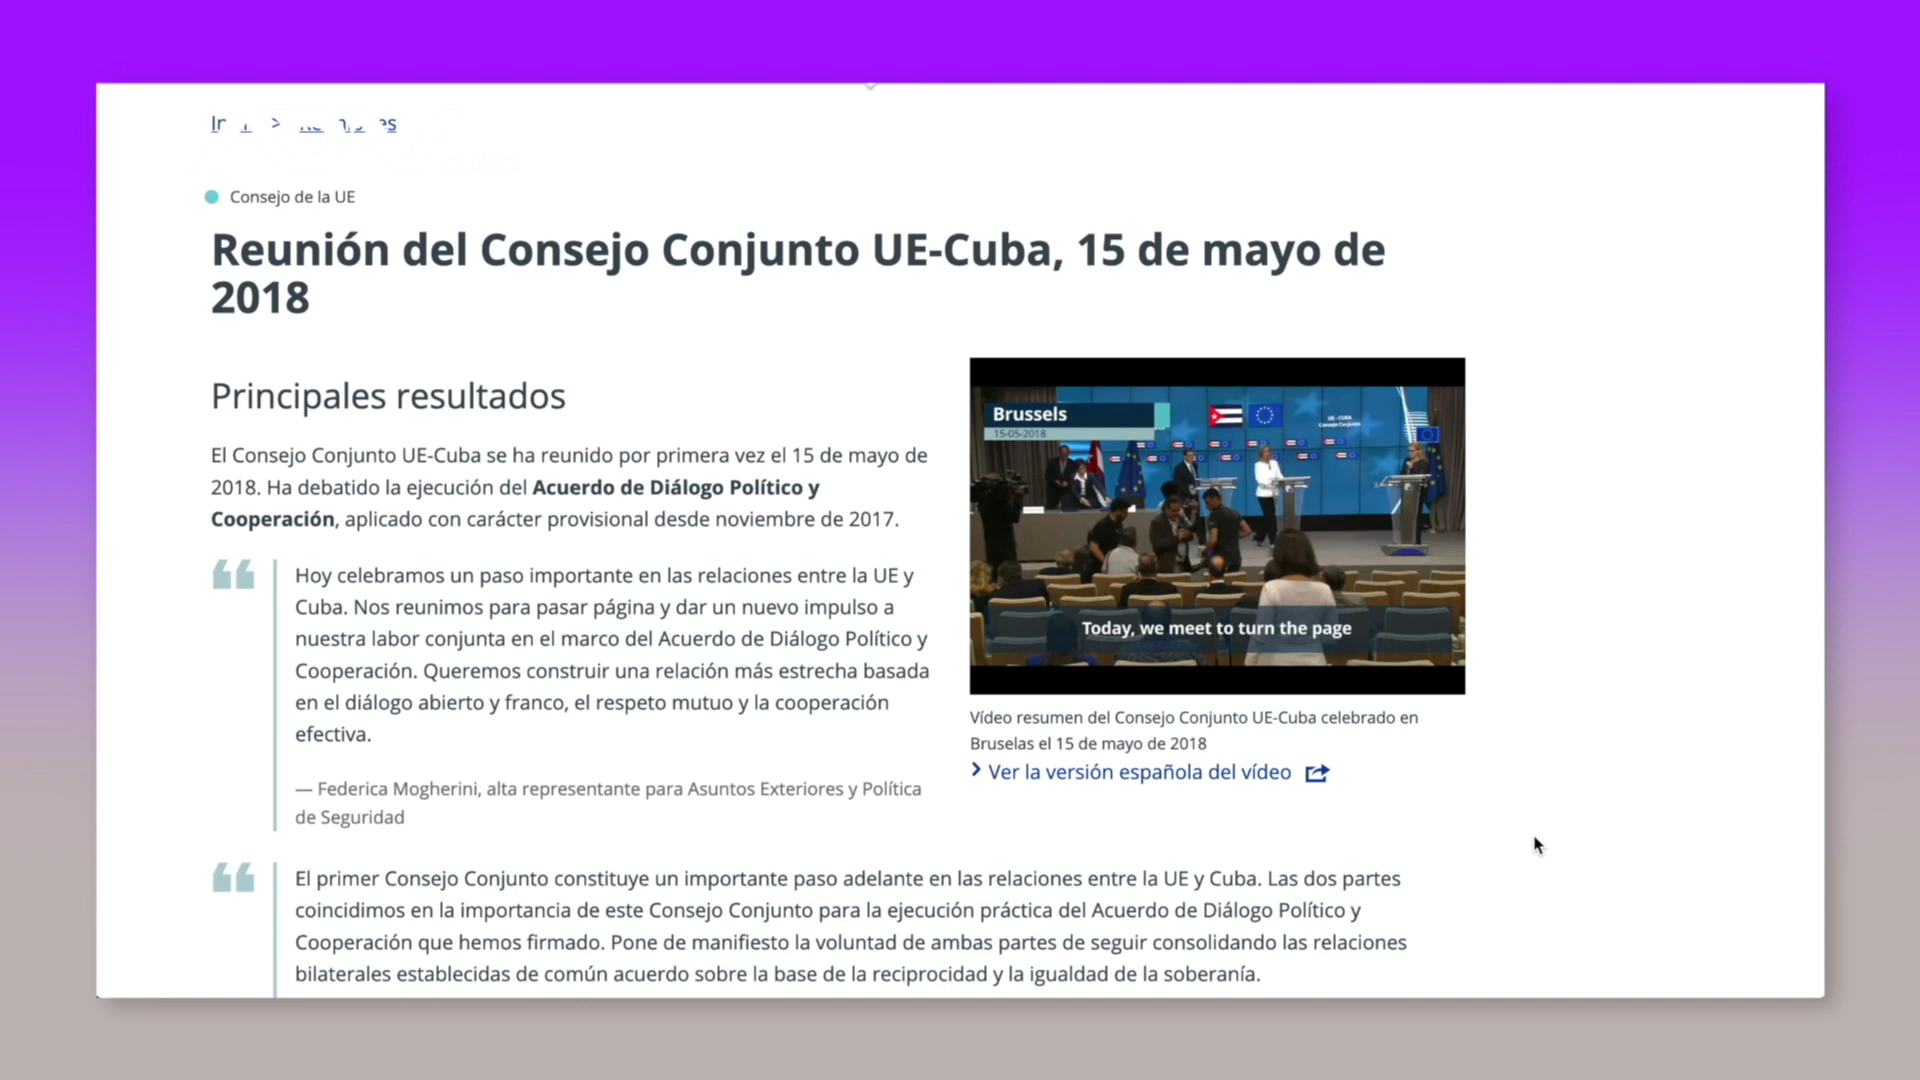 Consejo de la UE
Reunión del Consejo Conjunto UE-Cuba, 15 de mayo de
2018
Principales resultados
El Consejo Conjunto UE-Cuba se ha reunido por primera vez el 15 de mayo de
2018. Ha debatido la ejecución del Acuerdo de Diálogo Político y
Cooperación, aplicado con carácter provisional desde noviembre de 2017.
Hoy celebramos un paso importante en las relaciones entre la UE y
Cuba. Nos reunimos para pasar página y dar un nuevo impulso a
nuestra labor conjunta en el marco del Acuerdo de Diálogo Político y
Cooperación. Queremos construir una relación más estrecha basada
en el diálogo abierto y franco, el respeto mutuo y la cooperación
efectiva.
— Federica Mogherini, alta representante para Asuntos Exteriores y Política
de Seguridad
Brussels
15-05-2018
UE - CUBA
Consejo Conjunto
Today, we meet to turn the page
Vídeo resumen del Consejo Conjunto UE-Cuba celebrado en
Bruselas el 15 de mayo de 2018
Ver la versión española del vídeo
El primer Consejo Conjunto constituye un importante paso adelante en las relaciones entre la UE y Cuba. Las dos partes
coincidimos en la importancia de este Consejo Conjunto para la ejecución práctica del Acuerdo de Diálogo Político y
Cooperación que hemos firmado. Pone de manifiesto la voluntad de ambas partes de seguir consolidando las relaciones
bilaterales establecidas de común acuerdo sobre la base de la reciprocidad y la igualdad de la soberanía.